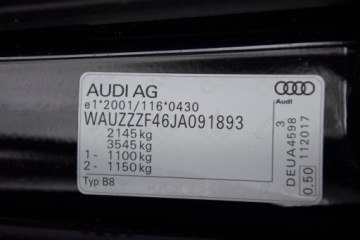 AUDI AG
e1*2001/116*0430
WAUZZZF46JA091893
2145 kg
3545 kg
1 - 1100 kg
2 - 1150 kg
Typ B8
Audi
3
DEUA4598
112017
0.50